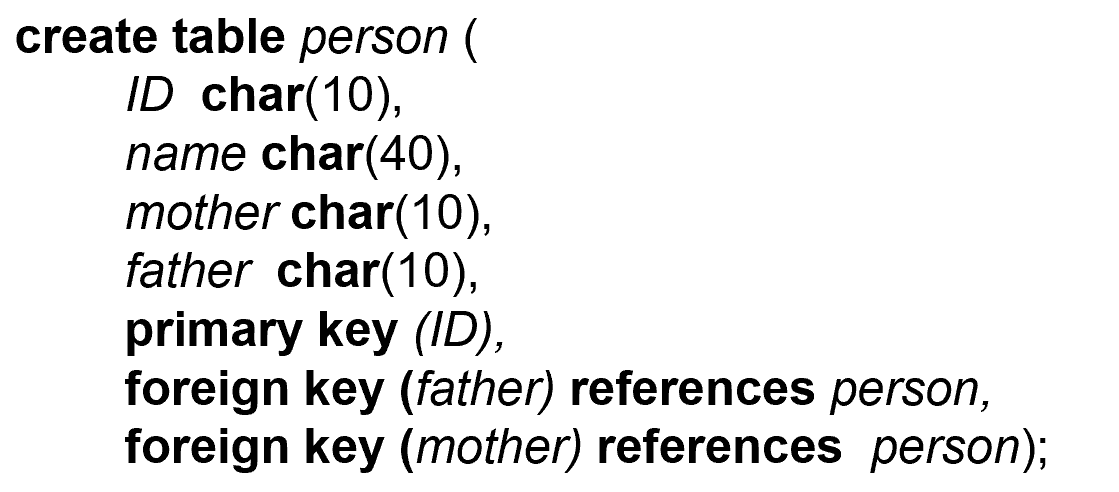 create table person (
ID char(10),
name char(40),
mother char(10),
father char(10),
primary key (ID),
foreign key (father) references person,
foreign key (mother) references person);